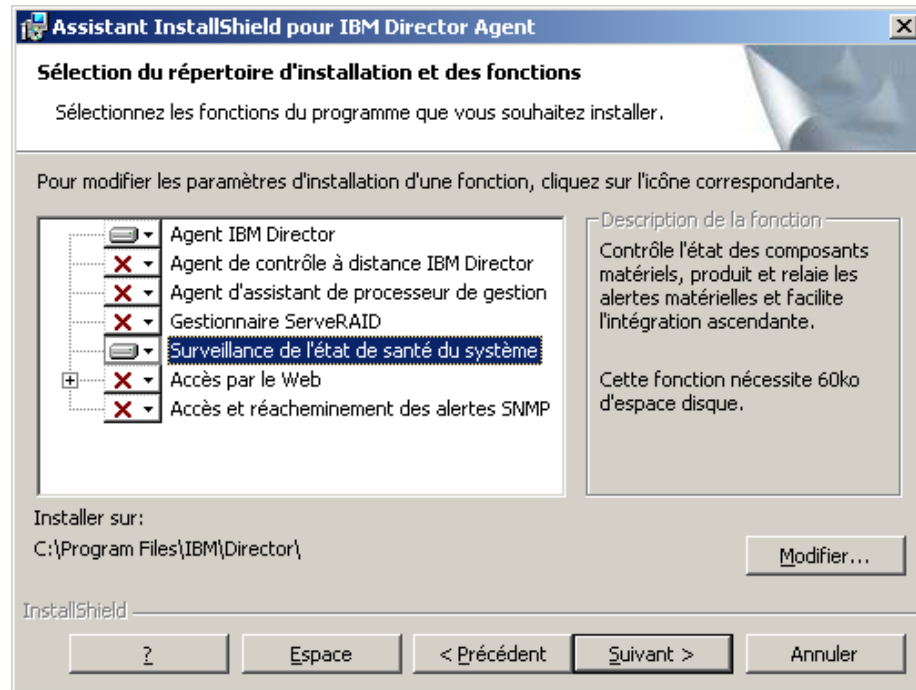 Assistant InstallShield pour IBM Director Agent
Sélection du répertoire d'installation et des fonctions
Sélectionnez les fonctions du programme que vous souhaitez installer.
Pour modifier les paramètres d'installation d'une fonction, cliquez sur l'icône correspondante.
Agent IBM Director
Agent de contrôle à distance IBM Director
Agent d'assistant de processeur de gestion
Gestionnaire ServeRAID
Surveillance de l'état de santé du système
Accès par le Web
Accès et réacheminement des alertes SNMP
Description de la fonction
Contrôle l'état des composants
matériels, produit et relaie les
alertes matérielles et facilite
l'intégration ascendante.
Cette fonction nécessite 60ko
d'espace disque.
Installer sur:
C:\Program Files\IBM\Director\
Modifier...
InstallShield
?
Espace
< Précédent
Suivant >
Annuler